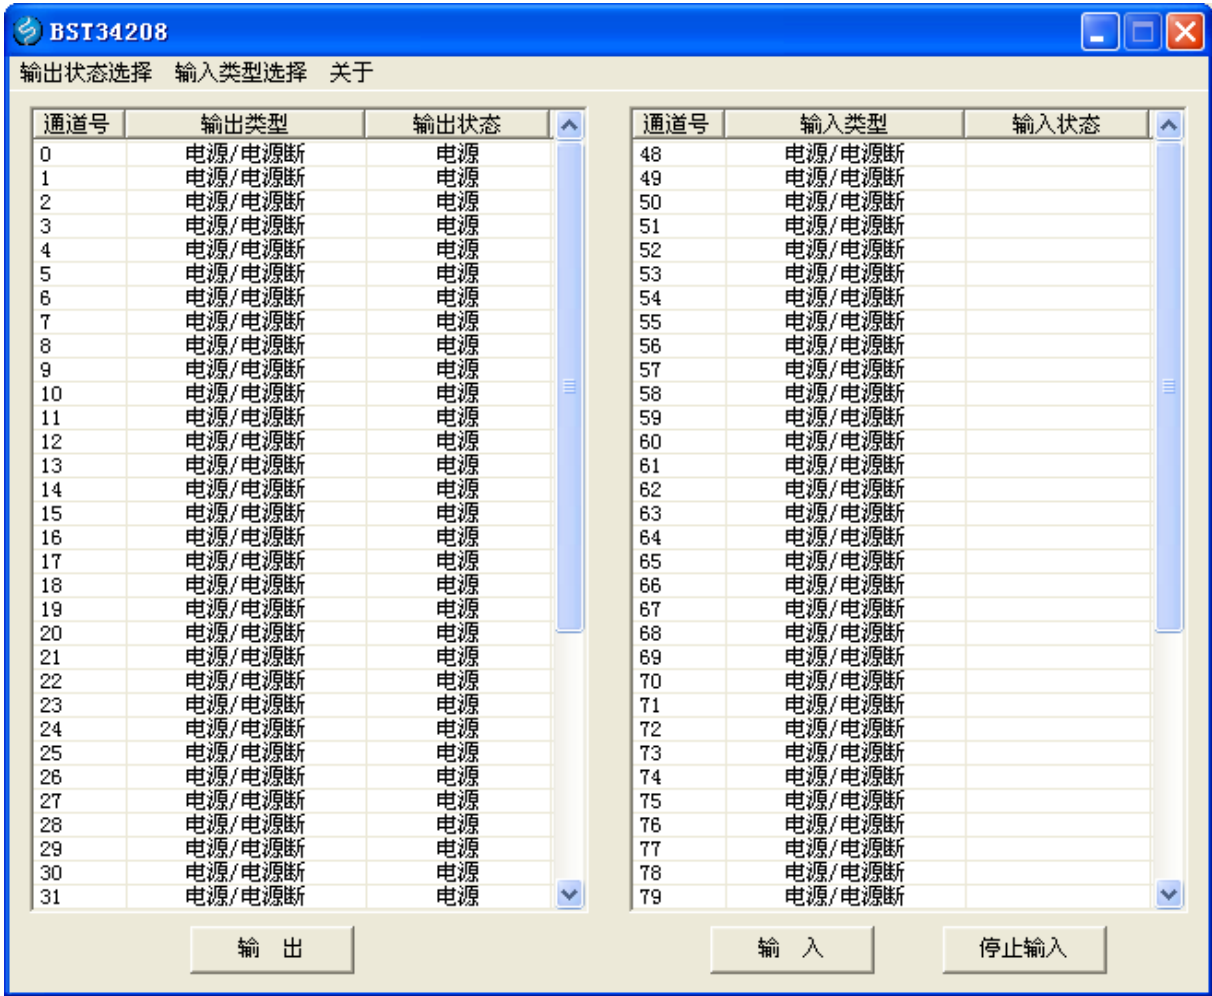 BST34208
输出状态选择 输入类型选择 关于
通道号 输出类型 输出状态 通道号 输入类型 输入状态
0 电源/电源断 电源 48 电源/电源断
1 电源/电源断 电源 49 电源/电源断
2 电源/电源断 电源 50 电源/电源断
3 电源/电源断 电源 51 电源/电源断
4 电源/电源断 电源 52 电源/电源断
5 电源/电源断 电源 53 电源/电源断
6 电源/电源断 电源 54 电源/电源断
7 电源/电源断 电源 55 电源/电源断
8 电源/电源断 电源 56 电源/电源断
9 电源/电源断 电源 57 电源/电源断
10 电源/电源断 电源 58 电源/电源断
11 电源/电源断 电源 59 电源/电源断
12 电源/电源断 电源 60 电源/电源断
13 电源/电源断 电源 61 电源/电源断
14 电源/电源断 电源 62 电源/电源断
15 电源/电源断 电源 63 电源/电源断
16 电源/电源断 电源 64 电源/电源断
17 电源/电源断 电源 65 电源/电源断
18 电源/电源断 电源 66 电源/电源断
19 电源/电源断 电源 67 电源/电源断
20 电源/电源断 电源 68 电源/电源断
21 电源/电源断 电源 69 电源/电源断
22 电源/电源断 电源 70 电源/电源断
23 电源/电源断 电源 71 电源/电源断
24 电源/电源断 电源 72 电源/电源断
25 电源/电源断 电源 73 电源/电源断
26 电源/电源断 电源 74 电源/电源断
27 电源/电源断 电源 75 电源/电源断
28 电源/电源断 电源 76 电源/电源断
29 电源/电源断 电源 77 电源/电源断
30 电源/电源断 电源 78 电源/电源断
31 电源/电源断 电源 79 电源/电源断
输 出 输 入 停止输入